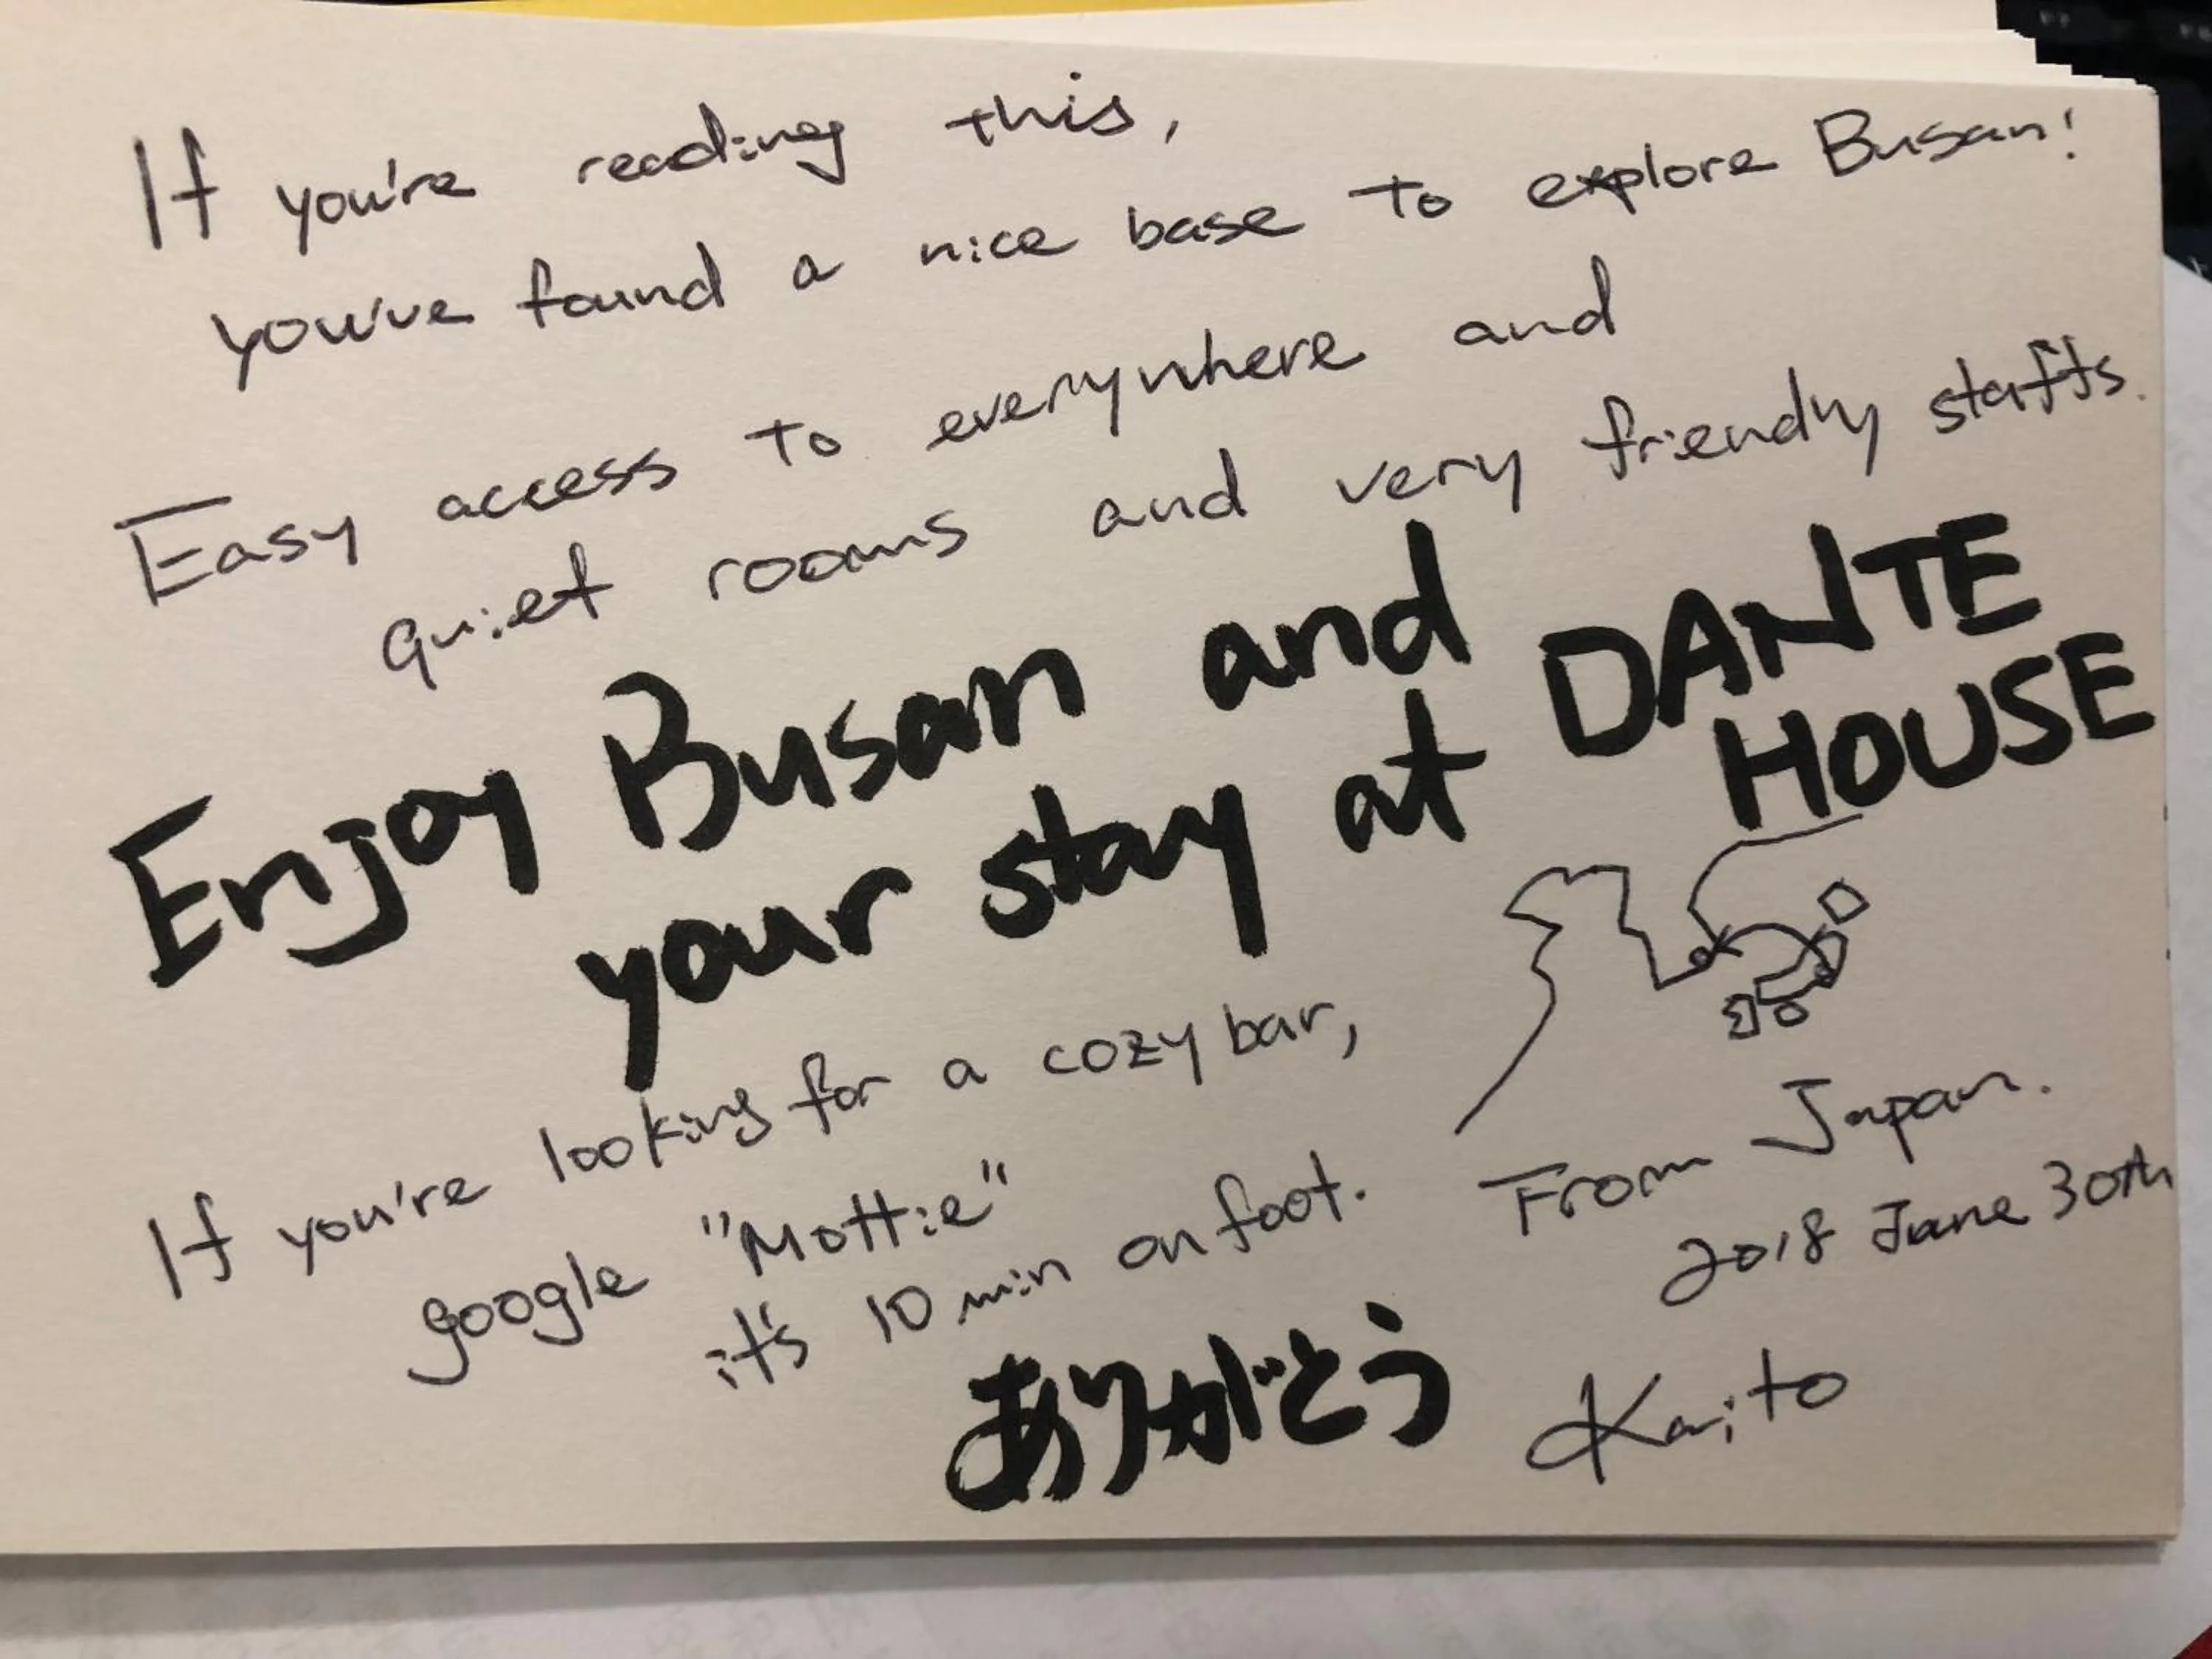 If you're reading this,
you've found a nice base to explore Busan!
Easy access to everywhere and
quiet rooms and very friendly staffs.
Enjoy Busan and
your stay at DANTE
HOUSE
If you're looking for a cozy bar,
google "Mottie"
it's 10 min on foot.
From Japan.
2018 June 30th
ありがとう
Kaito